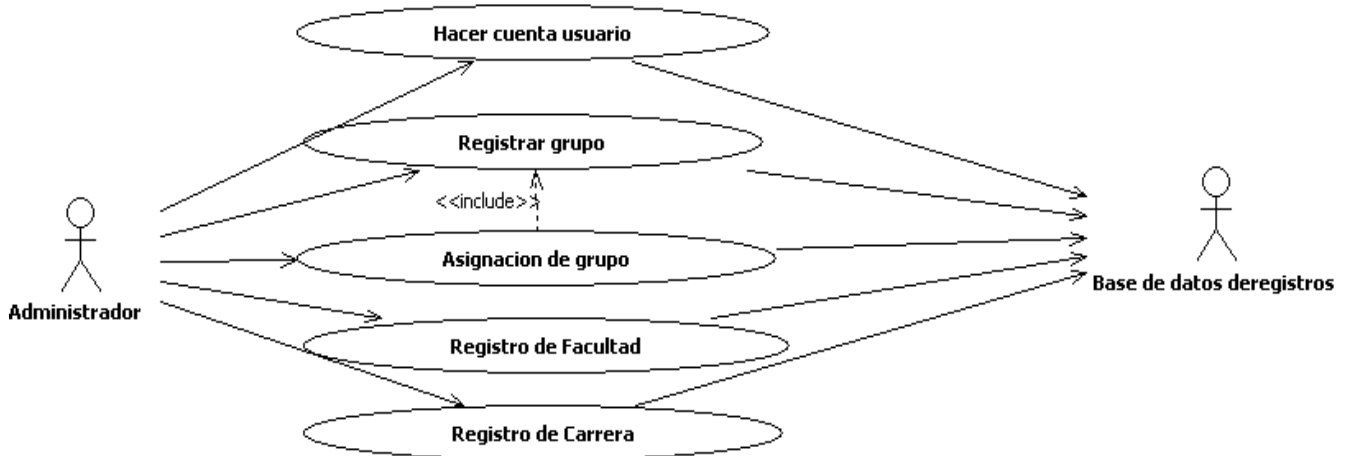 Hacer cuenta usuario
Registrar grupo
<<include>>
Asignacion de grupo
Administrador
Base de datos deregistros
Registro de Facultad
Registro de Carrera